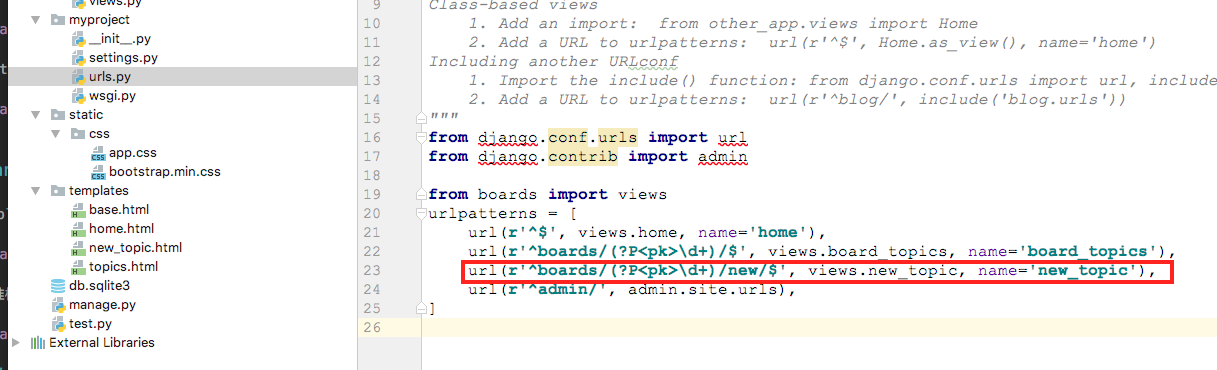 views.py
myproject
__init__.py
settings.py
urls.py
wsgi.py
static
css
app.css
bootstrap.min.css
templates
base.html
home.html
new_topic.html
topics.html
db.sqlite3
manage.py
test.py
External Libraries
9 Class-based views
10 1. Add an import:  from other_app.views import Home
11 2. Add a URL to urlpatterns:  url(r'^$', Home.as_view(), name='home')
12 Including another URLconf
13 1. Import the include() function: from django.conf.urls import url, include
14 2. Add a URL to urlpatterns:  url(r'^blog/', include('blog.urls'))
15 """
16 from django.conf.urls import url
17 from django.contrib import admin
18
19 from boards import views
20 urlpatterns = [
21 url(r'^$', views.home, name='home'),
22 url(r'^boards/(?P<pk>\d+)/$', views.board_topics, name='board_topics'),
23 url(r'^boards/(?P<pk>\d+)/new/$', views.new_topic, name='new_topic'),
24 url(r'^admin/', admin.site.urls),
25 ]
26